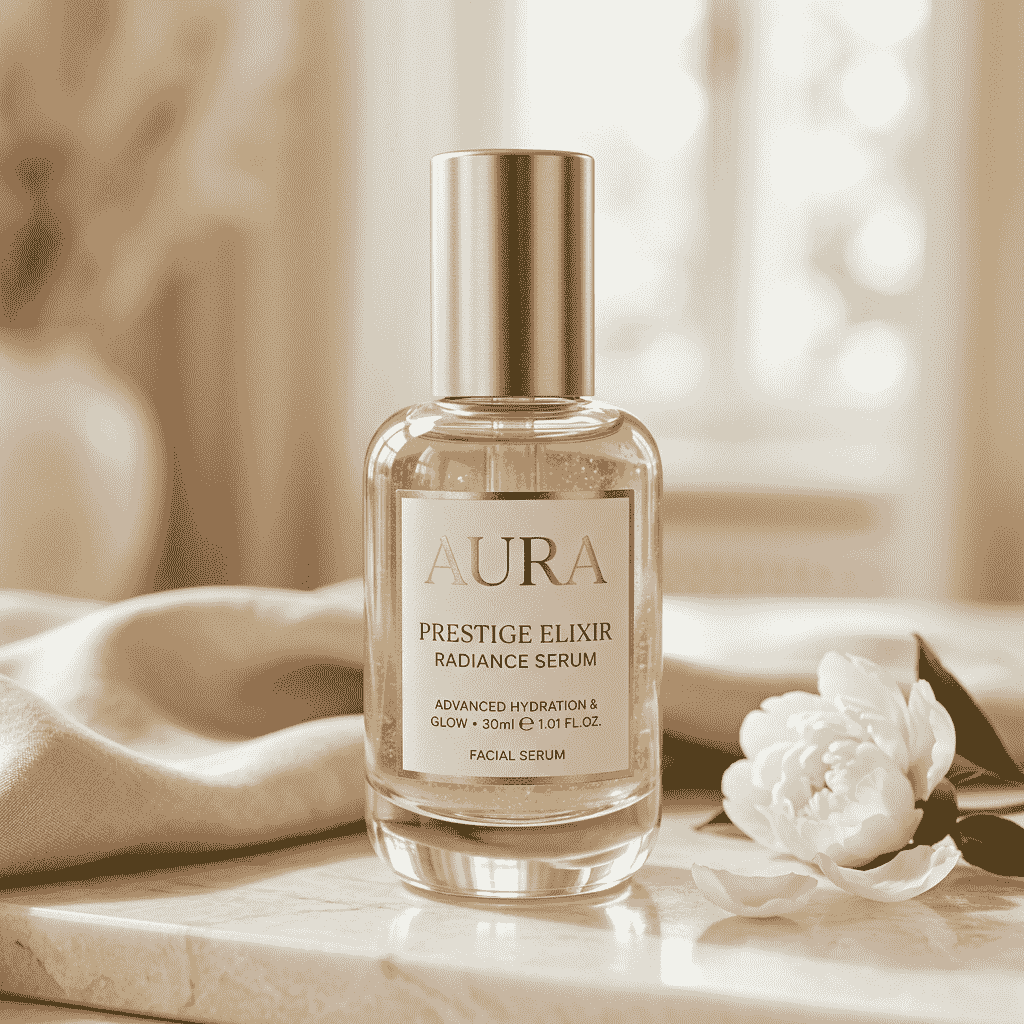 AURA
PRESTIGE ELIXIR
RADIANCE SERUM
ADVANCED HYDRATION &
GLOW • 30ml ℮ 1.01 FL.OZ.
FACIAL SERUM